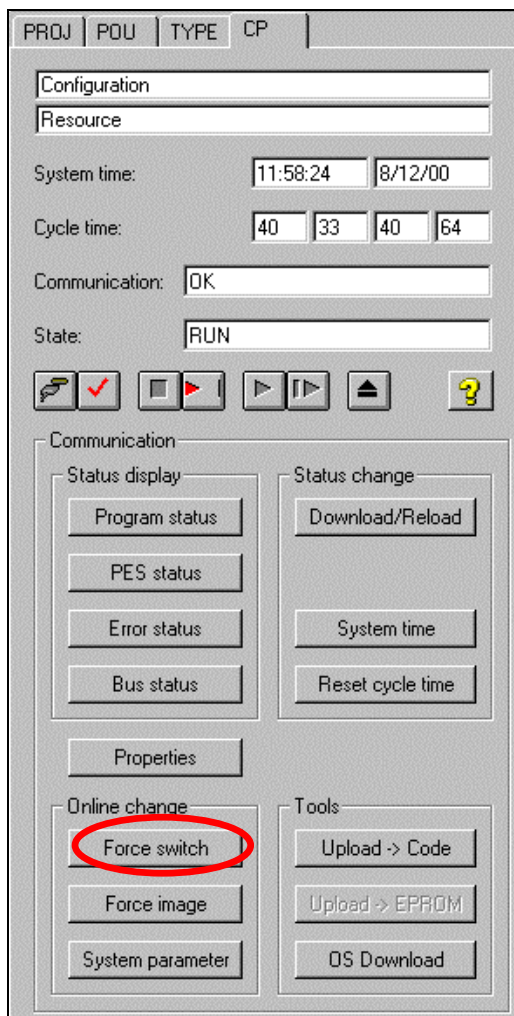 PROJ POU TYPE CP
Configuration
Resource
System time: 11:58:24 8/12/00
Cycle time: 40 33 40 64
Communication: OK
State: RUN
Communication
Status display Status change
Program status Download/Reload
PES status
Error status System time
Bus status Reset cycle time
Properties
Online change Tools
Force switch Upload -> Code
Force image Upload -> EPROM
System parameter OS Download